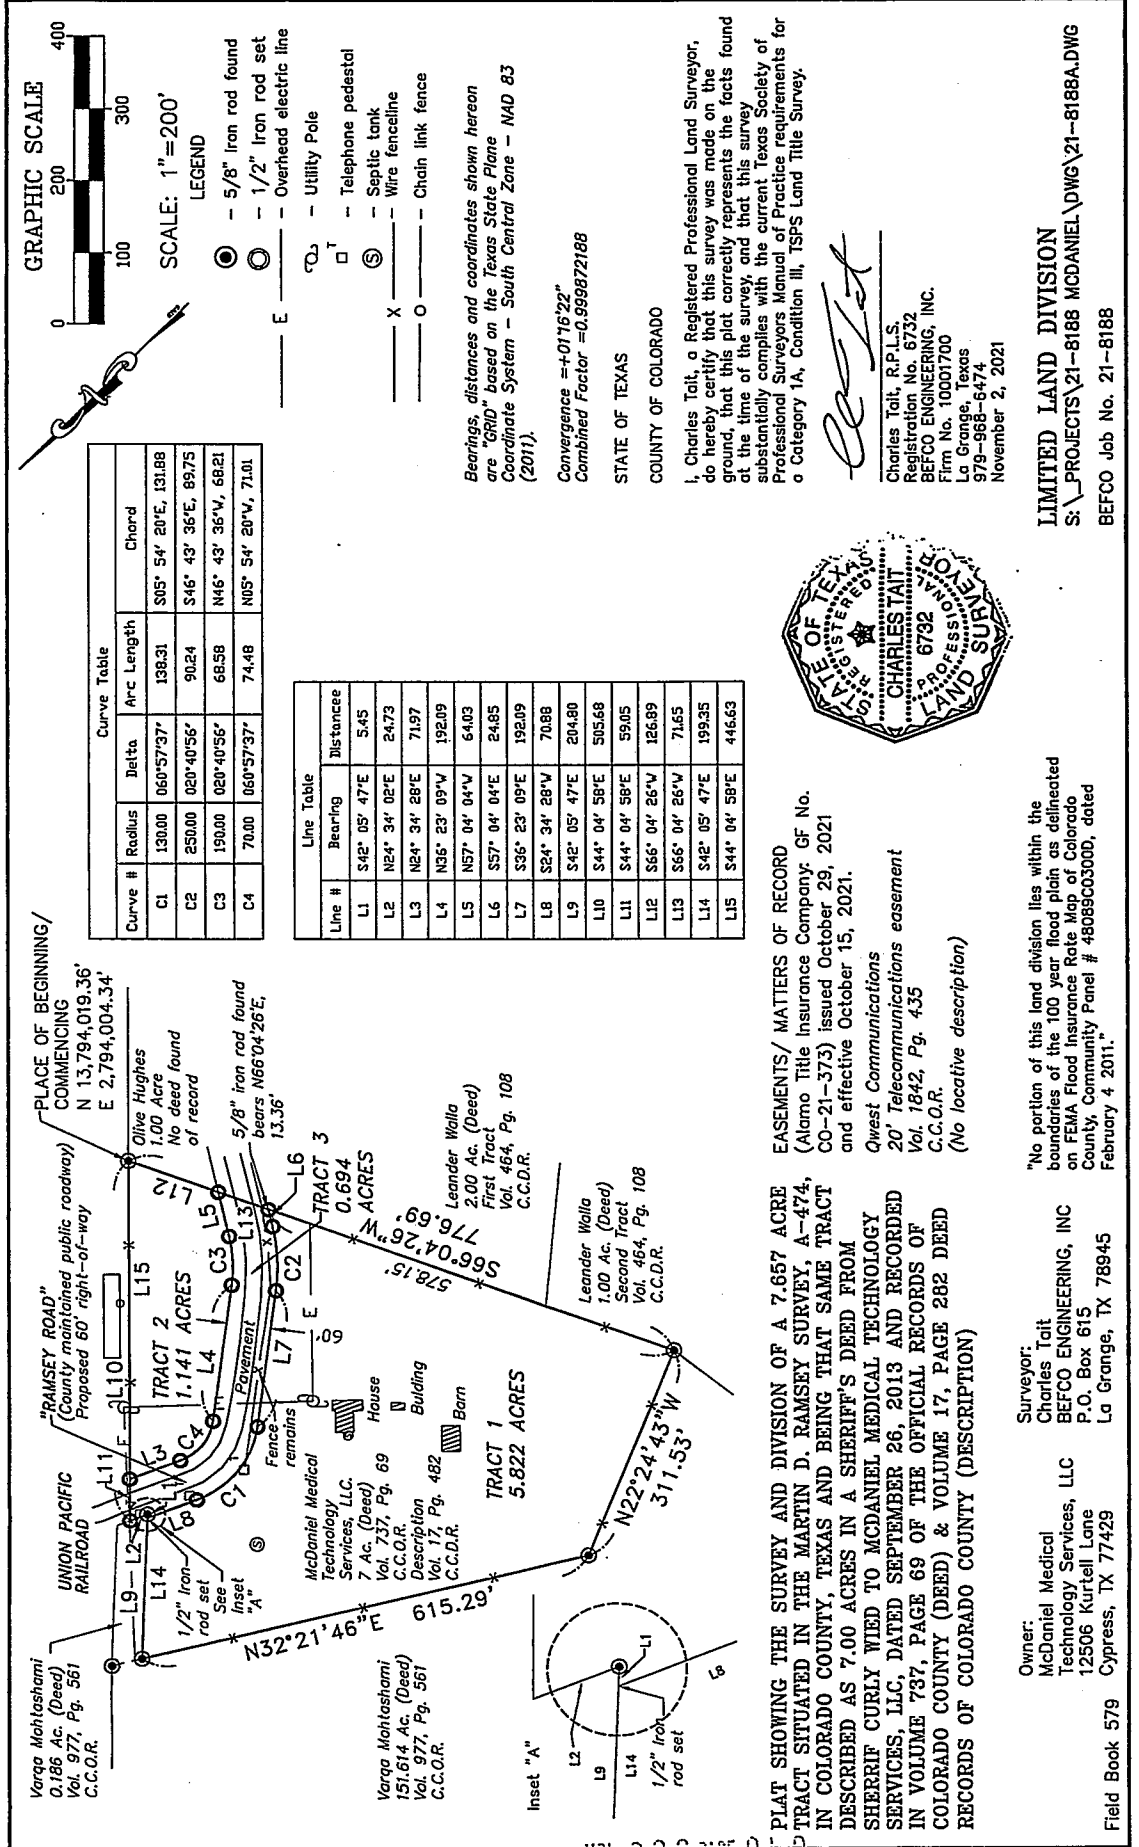 GRAPHIC SCALE
0 100 200 300 400
SCALE: 1"=200'
LEGEND
– 5/8" Iron rod found
– 1/2" Iron rod set
E – Overhead electric line
– Utility Pole
T – Telephone pedestal
S – Septic tank
X – Wire fenceline
O – Chain link fence
Bearings, distances and coordinates shown hereon
are "GRID" based on the Texas State Plane
Coordinate System – South Central Zone – NAD 83
(2011).
Convergence =+01°16'22"
Combined Factor =0.999872188
STATE OF TEXAS
COUNTY OF COLORADO
I, Charles Tait, a Registered Professional Land Surveyor,
do hereby certify that this survey was made on the
ground, that this plat correctly represents the facts found
at the time of the survey, and that this survey
substantially complies with the current Texas Society of
Professional Surveyors Manual of Practice requirements for
a Category 1A, Condition III, TSPS Land Title Survey.
Charles Tait, R.P.L.S.
Registration No. 6732
BEFCO ENGINEERING, INC.
Firm No. 10001700
La Grange, Texas
979-968-6474
November 2, 2021
LIMITED LAND DIVISION
S:\_PROJECTS\21-8188 MCDANIEL\DWG\21-8188A.DWG
BEFCO Job No. 21-8188
STATE OF TEXAS
REGISTERED
CHARLES TAIT
6732
PROFESSIONAL
LAND SURVEYOR
Curve Table
Curve # Radius Delta Arc Length Chord
C1 130.00 060°57'37" 138.31 S05° 54' 20"E, 131.88
C2 250.00 020°40'56" 90.24 S46° 43' 36"E, 89.75
C3 190.00 020°40'56" 68.58 N46° 43' 36"W, 68.21
C4 70.00 060°57'37" 74.48 N05° 54' 20"W, 71.01
Line Table
Line # Bearing Distancee
L1 S42° 05' 47"E 5.45
L2 N24° 34' 02"E 24.73
L3 N24° 34' 28"E 71.97
L4 N36° 23' 09"W 192.09
L5 N57° 04' 04"W 64.03
L6 S57° 04' 04"E 24.85
L7 S36° 23' 09"E 192.09
L8 S24° 34' 28"W 70.88
L9 S42° 05' 47"E 204.80
L10 S44° 04' 58"E 505.68
L11 S44° 04' 58"E 59.05
L12 S66° 04' 26"W 126.89
L13 S66° 04' 26"W 71.65
L14 S42° 05' 47"E 199.35
L15 S44° 04' 58"E 446.63
PLACE OF BEGINNING/
COMMENCING
N 13,794,019.36'
E 2,794,004.34'
Olive Hughes
1.00 Acre
No deed found
of record
5/8" iron rod found
bears N66°04'26"E,
13.36'
"RAMSEY ROAD"
(County maintained public roadway)
Proposed 60' right-of-way
UNION PACIFIC
RAILROAD
Varga Mohtashami
0.186 Ac. (Deed)
Vol. 977, Pg. 561
C.C.O.R.
L9
L2
L14
L11
L10
L15
L12
L3
C4
L4
C3
L5
L13
L6
L1
L8
C1
L7
C2
E
E
60'
TRACT 2
1.141 ACRES
Pavement
TRACT 3
0.694
ACRES
1/2" Iron
rod set
See
Inset
"A"
S
Fence
remains
House
Building
Barn
McDaniel Medical
Technology
Services, LLC.
7 Ac. (Deed)
Vol. 737, Pg. 69
C.C.O.R.
Description
Vol. 17, Pg. 482
C.C.D.R.
TRACT 1
5.822 ACRES
Leander Walla
2.00 Ac. (Deed)
First Tract
Vol. 464, Pg. 108
C.C.D.R.
S66°04'26"W
776.69'
578.15'
Leander Walla
1.00 Ac. (Deed)
Second Tract
Vol. 464, Pg. 108
C.C.D.R.
N22°24'43"W
311.53'
N32°21'46"E
615.29'
Varga Mohtashami
151.614 Ac. (Deed)
Vol. 977, Pg. 561
C.C.O.R.
Inset "A"
L2
L9
L14
L1
L8
1/2" Iron
rod set
PLAT SHOWING THE SURVEY AND DIVISION OF A 7.657 ACRE
TRACT SITUATED IN THE MARTIN D. RAMSEY SURVEY, A-474,
IN COLORADO COUNTY, TEXAS AND BEING THAT SAME TRACT
DESCRIBED AS 7.00 ACRES IN A SHERIFF'S DEED FROM
SHERRIF CURLY WIED TO MCDANIEL MEDICAL TECHNOLOGY
SERVICES, LLC, DATED SEPTEMBER 26, 2013 AND RECORDED
IN VOLUME 737, PAGE 69 OF THE OFFICIAL RECORDS OF
COLORADO COUNTY (DEED) & VOLUME 17, PAGE 282 DEED
RECORDS OF COLORADO COUNTY (DESCRIPTION)
EASEMENTS/ MATTERS OF RECORD
(Alamo Title Insurance Company: GF No.
CO-21-373) issued October 29, 2021
and effective October 15, 2021.
Qwest Communications
20' Telecommunications easement
Vol. 1842, Pg. 435
C.C.O.R.
(No locative description)
Owner:
McDaniel Medical
Technology Services, LLC
12506 Kurtell Lane
Cypress, TX 77429
Surveyor:
Charles Tait
BEFCO ENGINEERING, INC
P.O. Box 615
La Grange, TX 78945
"No portion of this land division lies within the
boundaries of the 100 year flood plain as delineated
on FEMA Flood Insurance Rate Map of Colorado
County, Community Panel # 48089C0300D, dated
February 4 2011."
Field Book 579